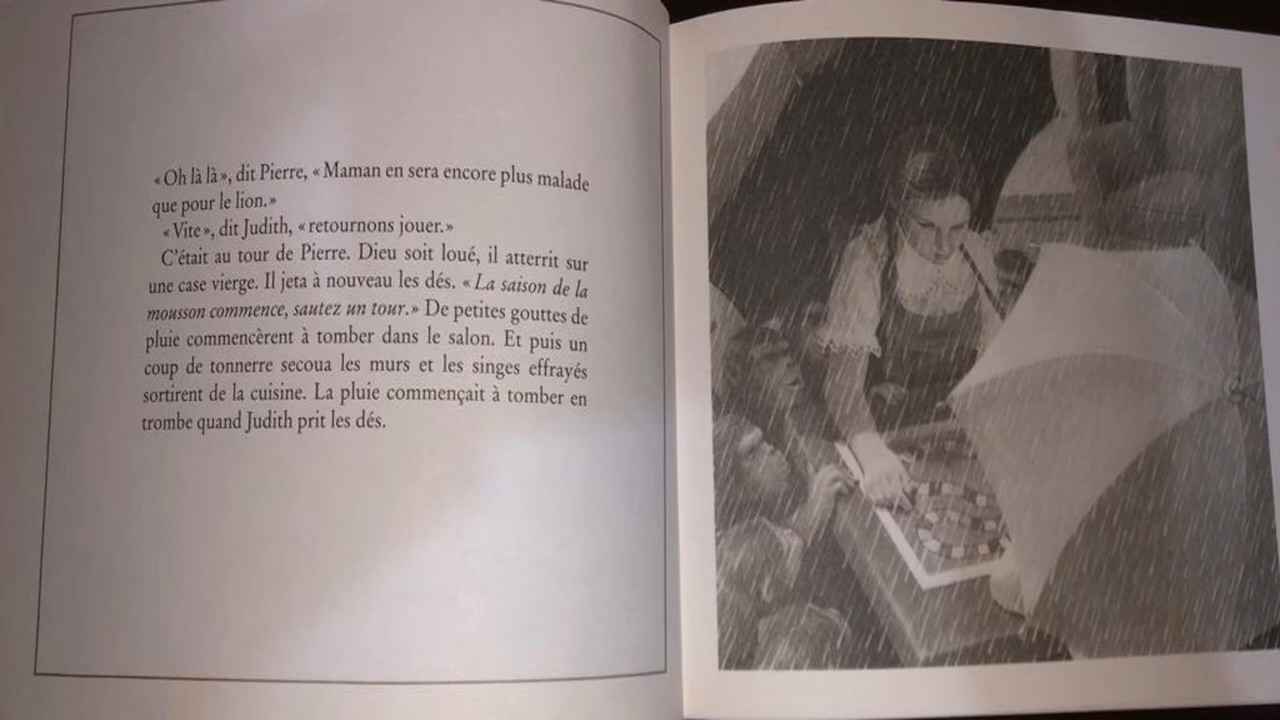 « Oh là là », dit Pierre, « Maman en sera encore plus malade
que pour le lion. »
« Vite », dit Judith, « retournons jouer. »
C'était au tour de Pierre. Dieu soit loué, il atterrit sur
une case vierge. Il jeta à nouveau les dés. « La saison de la
mousson commence, sautez un tour. » De petites gouttes de
pluie commencèrent à tomber dans le salon. Et puis un
coup de tonnerre secoua les murs et les singes effrayés
sortirent de la cuisine. La pluie commençait à tomber en
trombe quand Judith prit les dés.